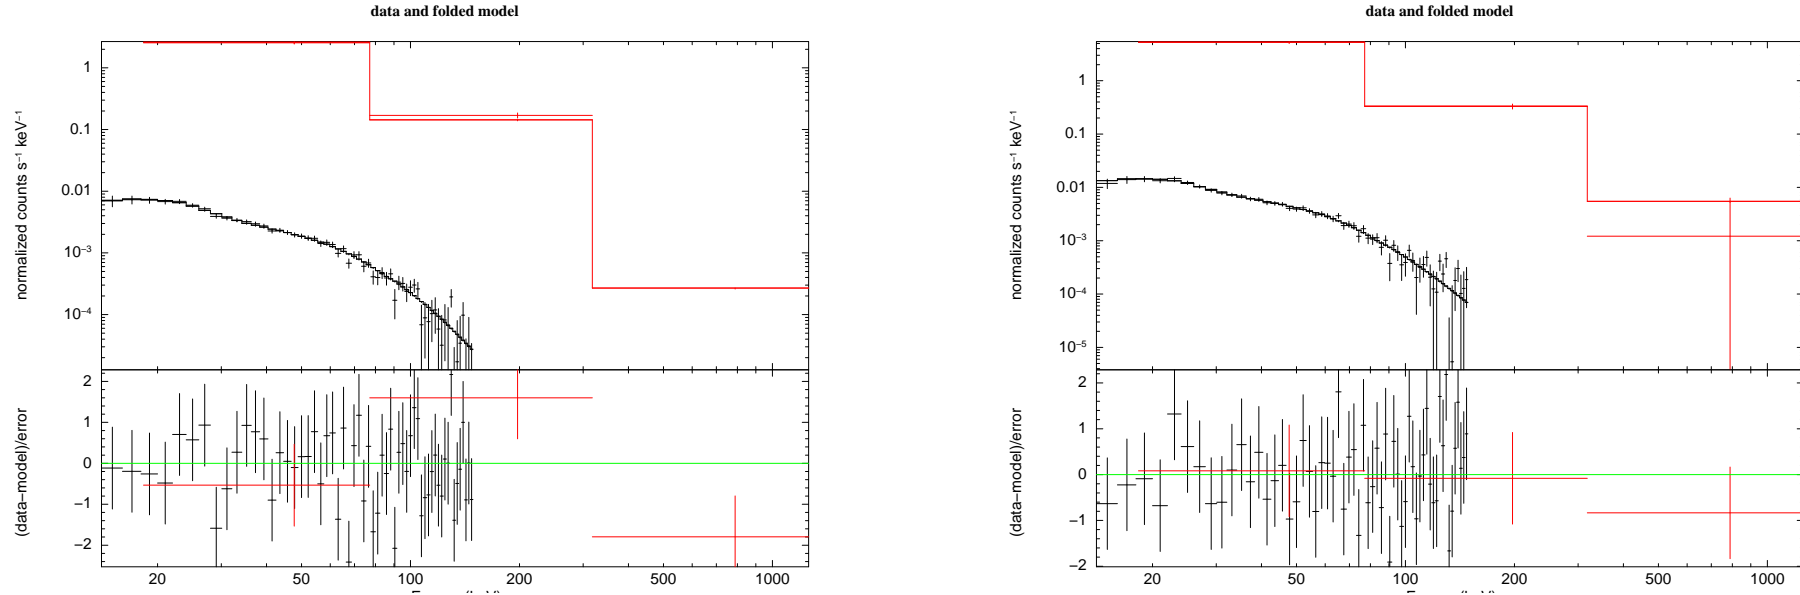 data and folded model
normalized counts s⁻¹ keV⁻¹
1
0.1
0.01
10⁻³
10⁻⁴
(data−model)/error
2
1
0
−1
−2
20 50 100 200 500 1000
data and folded model
normalized counts s⁻¹ keV⁻¹
1
0.1
0.01
10⁻³
10⁻⁴
10⁻⁵
(data−model)/error
2
1
0
−1
−2
20 50 100 200 500 1000